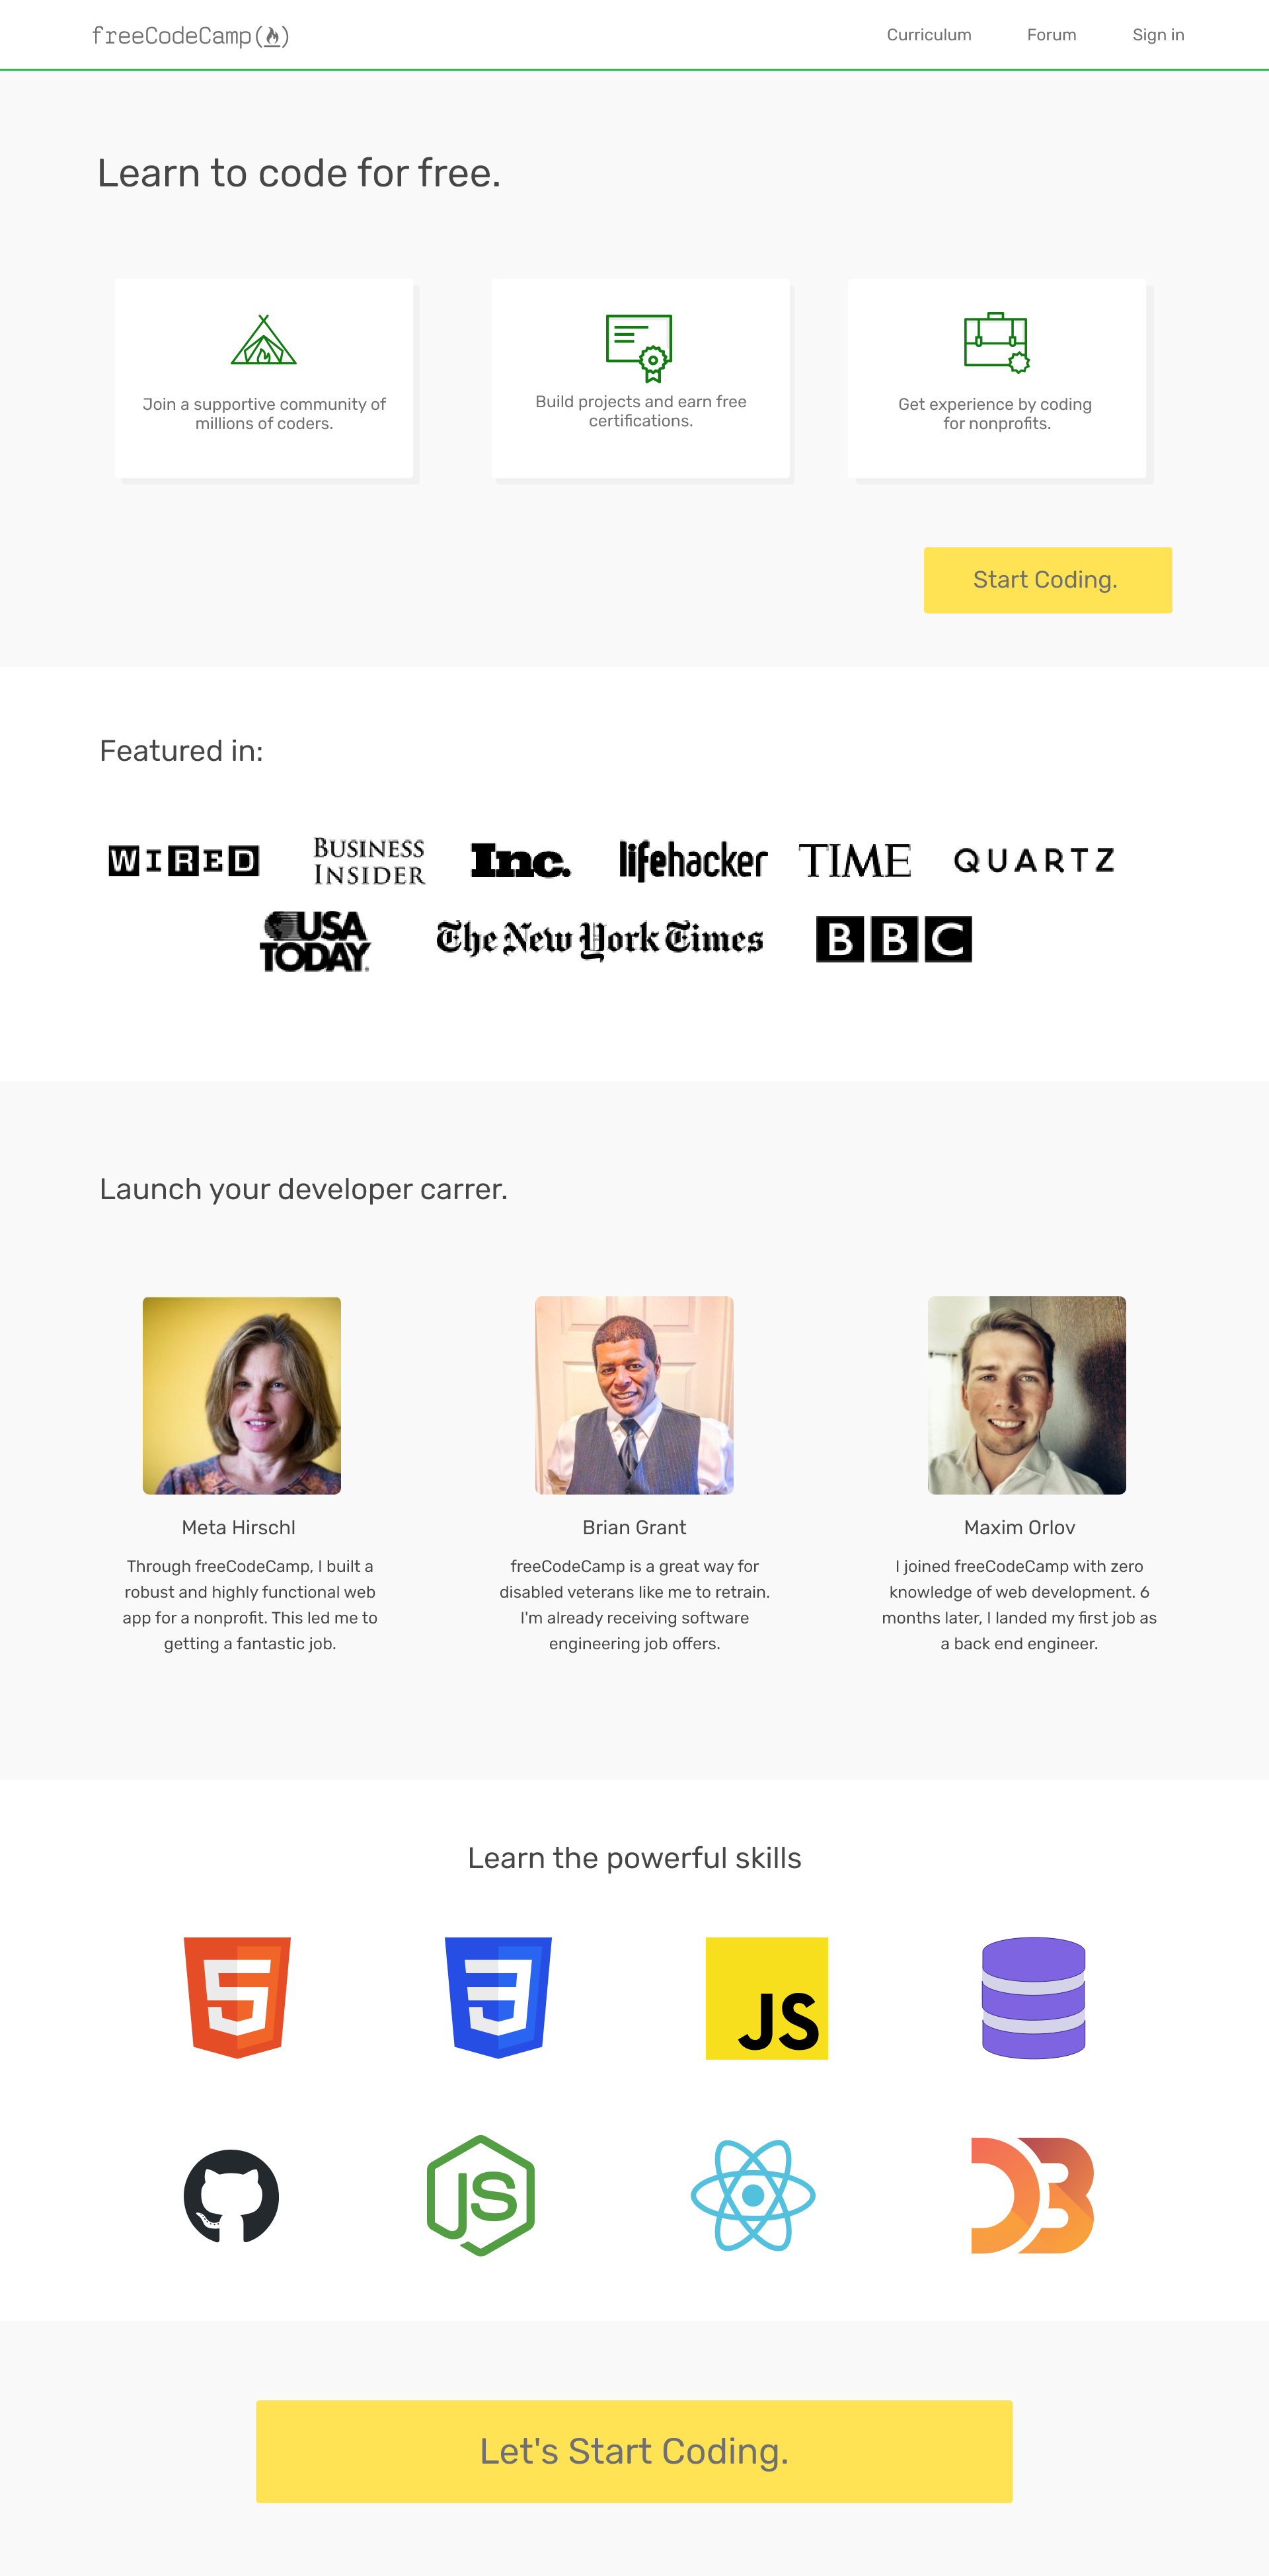 freeCodeCamp(🔥)
Curriculum
Forum
Sign in
Learn to code for free.
Join a supportive community of
millions of coders.
Build projects and earn free
certifications.
Get experience by coding
for nonprofits.
Start Coding.
Featured in:
WIRED
BUSINESS
INSIDER
Inc.
lifehacker
TIME
QUARTZ
USA
TODAY
The New York Times
BBC
Launch your developer carrer.
Meta Hirschl
Through freeCodeCamp, I built a
robust and highly functional web
app for a nonprofit. This led me to
getting a fantastic job.
Brian Grant
freeCodeCamp is a great way for
disabled veterans like me to retrain.
I'm already receiving software
engineering job offers.
Maxim Orlov
I joined freeCodeCamp with zero
knowledge of web development. 6
months later, I landed my first job as
a back end engineer.
Learn the powerful skills
5
3
JS
JS
D3
Let's Start Coding.